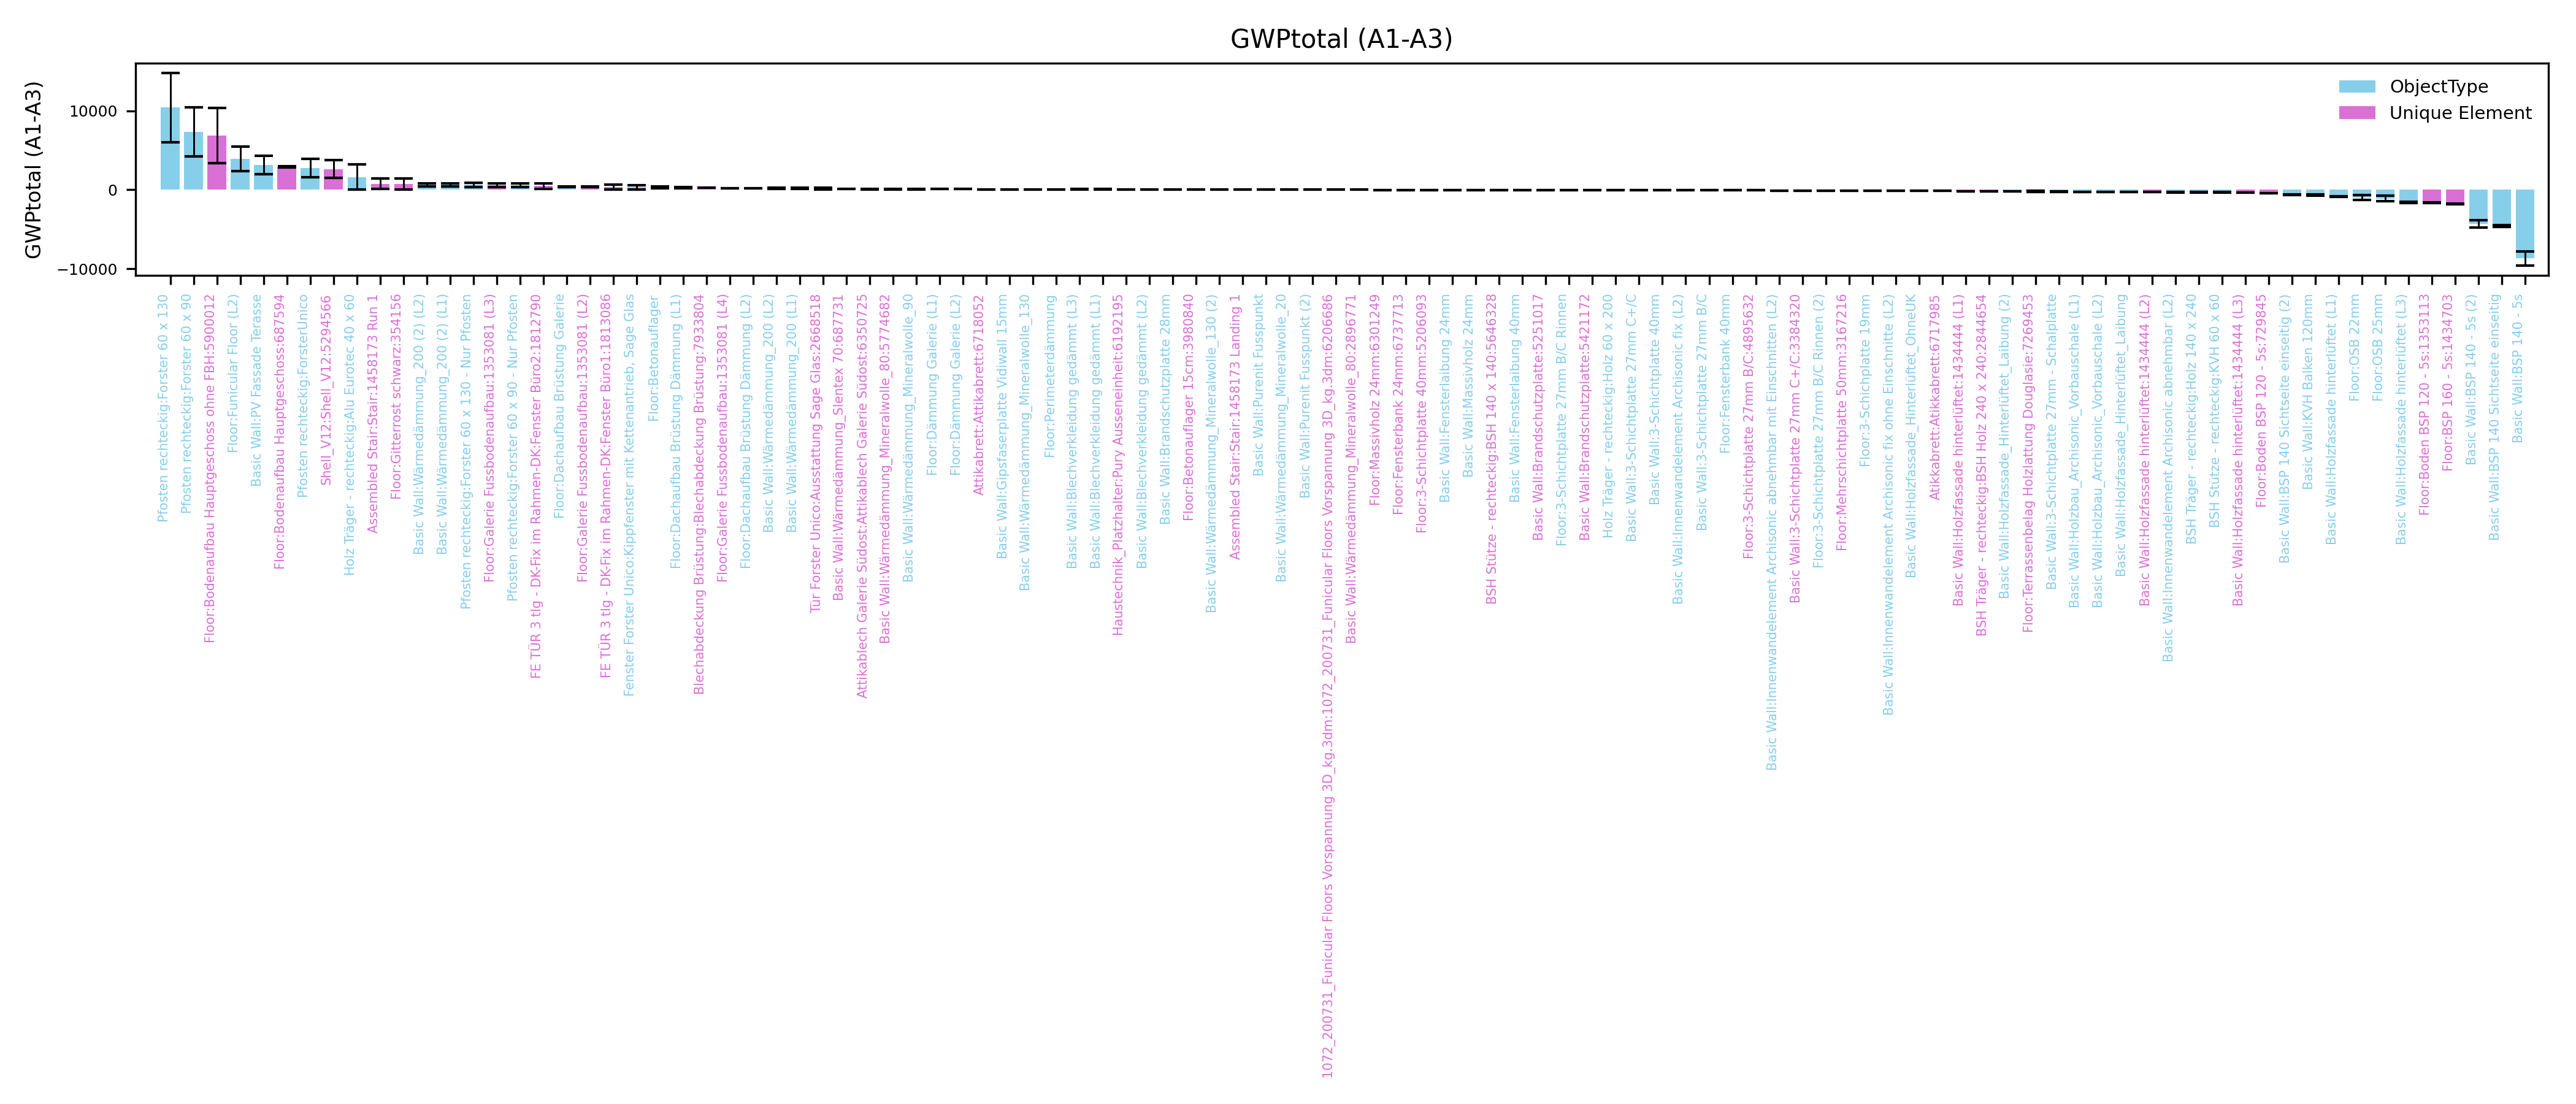 GWPtotal (A1-A3)
GWPtotal (A1-A3)
10000
0
−10000
ObjectType
Unique Element
Pfosten rechteckig:Forster 60 x 130
Pfosten rechteckig:Forster 60 x 90
Floor:Bodenaufbau Hauptgeschoss ohne FBH:5900012
Floor:Funicular Floor (L2)
Basic Wall:PV Fassade Terasse
Floor:Bodenaufbau Hauptgeschoss:687594
Pfosten rechteckig:ForsterUnico
Shell_V12:Shell_V12:5294566
Holz Träger - rechteckig:Alu Eurotec 40 x 60
Assembled Stair:Stair:1458173 Run 1
Floor:Gitterrost schwarz:354156
Basic Wall:Wärmedämmung_200 (2) (L2)
Basic Wall:Wärmedämmung_200 (2) (L1)
Pfosten rechteckig:Forster 60 x 130 - Nur Pfosten
Floor:Galerie Fussbodenaufbau:1353081 (L3)
Pfosten rechteckig:Forster 60 x 90 - Nur Pfosten
FE TÜR 3 tlg - DK-Fix im Rahmen-DK:Fenster Büro2:1812790
Floor:Dachaufbau Brüstung Galerie
Floor:Galerie Fussbodenaufbau:1353081 (L2)
FE TÜR 3 tlg - DK-Fix im Rahmen-DK:Fenster Büro1:1813086
Fenster Forster Unico:Kippfenster mit Kettenantrieb, Sage Glas
Floor:Betonauflager
Floor:Dachaufbau Brüstung Dämmung (L1)
Blechabdeckung Brüstung:Blechabdeckung Brüstung:7933804
Floor:Galerie Fussbodenaufbau:1353081 (L4)
Floor:Dachaufbau Brüstung Dämmung (L2)
Basic Wall:Wärmedämmung_200 (L2)
Basic Wall:Wärmedämmung_200 (L1)
Tür Forster Unico:Ausstattung Sage Glas:2668518
Basic Wall:Wärmedämmung_Slentex 70:687731
Attikablech Galerie Südost:Attikablech Galerie Südost:6350725
Basic Wall:Wärmedämmung_Mineralwolle_80:5774682
Basic Wall:Wärmedämmung_Mineralwolle_90
Floor:Dämmung Galerie (L1)
Floor:Dämmung Galerie (L2)
Attikabrett:Attikabrett:6718052
Basic Wall:Gipsfaserplatte Vidiwall 15mm
Basic Wall:Wärmedämmung_Mineralwolle_130
Floor:Perimeterdämmung
Basic Wall:Blechverkleidung gedämmt (L3)
Basic Wall:Blechverkleidung gedämmt (L1)
Haustechnik_Platzhalter:Pury Ausseneinheit:6192195
Basic Wall:Blechverkleidung gedämmt (L2)
Basic Wall:Brandschutzplatte 28mm
Floor:Betonauflager 15cm:3980840
Basic Wall:Wärmedämmung_Mineralwolle_130 (2)
Assembled Stair:Stair:1458173 Landing 1
Basic Wall:Purenit Fusspunkt
Basic Wall:Wärmedämmung_Mineralwolle_20
Basic Wall:Purenit Fusspunkt (2)
1072_200731_Funicular Floors Vorspannung 3D_kg.3dm:1072_200731_Funicular Floors Vorspannung 3D_kg.3dm:6206686
Basic Wall:Wärmedämmung_Mineralwolle_80:2896771
Floor:Massivholz 24mm:6301249
Floor:Fensterbank 24mm:6737713
Floor:3-Schichtplatte 40mm:5206093
Basic Wall:Fensterlaibung 24mm
Basic Wall:Massivholz 24mm
BSH Stütze - rechteckig:BSH 140 x 140:5646328
Basic Wall:Fensterlaibung 40mm
Basic Wall:Brandschutzplatte:5251017
Floor:3-Schichtplatte 27mm B/C Rinnen
Basic Wall:Brandschutzplatte:5421172
Holz Träger - rechteckig:Holz 60 x 200
Basic Wall:3-Schichtplatte 27mm C+/C
Basic Wall:3-Schichtplatte 40mm
Basic Wall:Innenwandelement Archisonic fix (L2)
Basic Wall:3-Schichtplatte 27mm B/C
Floor:Fensterbank 40mm
Floor:3-Schichtplatte 27mm B/C:4895632
Basic Wall:Innenwandelement Archisonic abnehmbar mit Einschnitten (L2)
Basic Wall:3-Schichtplatte 27mm C+/C:3384320
Floor:3-Schichtplatte 27mm B/C Rinnen (2)
Floor:Mehrschichtplatte 50mm:3167216
Floor:3-Schichplatte 19mm
Basic Wall:Innenwandelement Archisonic fix ohne Einschnitte (L2)
Basic Wall:Holzfassade_Hinterlüftet_OhneUK
Atikkabrett:Atikkabrett:6717985
Basic Wall:Holzfassade hinterlüftet:1434444 (L1)
BSH Träger - rechteckig:BSH Holz 240 x 240:2844654
Basic Wall:Holzfassade_Hinterlüftet_Laibung (2)
Floor:Terrassenbelag Holzlattung Douglasie:7269453
Basic Wall:3-Schichtplatte 27mm - Schalplatte
Basic Wall:Holzbau_Archisonic_Vorbauschale (L1)
Basic Wall:Holzbau_Archisonic_Vorbauschale (L2)
Basic Wall:Holzfassade_Hinterlüftet_Laibung
Basic Wall:Holzfassade hinterlüftet:1434444 (L2)
Basic Wall:Innenwandelement Archisonic abnehmbar (L2)
BSH Träger - rechteckig:Holz 140 x 240
BSH Stütze - rechteckig:KVH 60 x 60
Basic Wall:Holzfassade hinterlüftet:1434444 (L3)
Floor:Boden BSP 120 - 5s:729845
Basic Wall:BSP 140 Sichtseite einseitig (2)
Basic Wall:KVH Balken 120mm
Basic Wall:Holzfassade hinterlüftet (L1)
Floor:OSB 22mm
Floor:OSB 25mm
Basic Wall:Holzfassade hinterlüftet (L3)
Floor:Boden BSP 120 - 5s:1353113
Floor:BSP 160 - 5s:1434703
Basic Wall:BSP 140 - 5s (2)
Basic Wall:BSP 140 Sichtseite einseitig
Basic Wall:BSP 140 - 5s